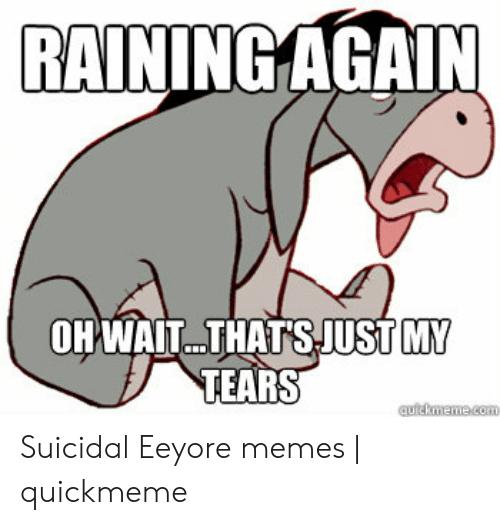 RAINING AGAIN
OH WAIT...THAT'S JUST MY
TEARS
quickmeme.com
Suicidal Eeyore memes |
quickmeme